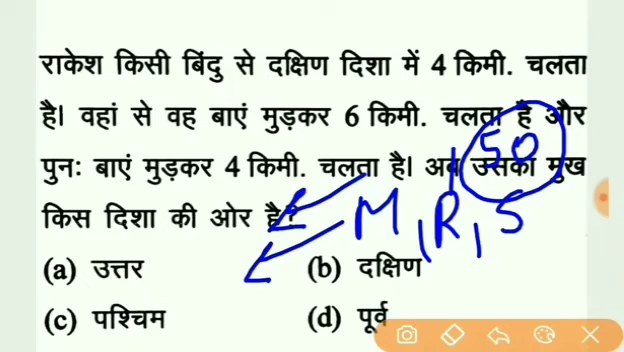 राकेश किसी बिंदु से दक्षिण दिशा में 4 किमी. चलता
है। वहां से वह बाएं मुड़कर 6 किमी. चलता है और
पुनः बाएं मुड़कर 4 किमी. चलता है। अब उसका मुख
50
किस दिशा की ओर है?
M, R, S
(a) उत्तर (b) दक्षिण
(c) पश्चिम (d) पूर्व